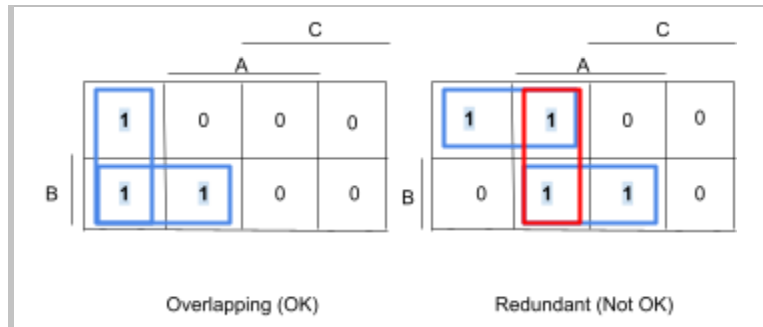 C C
A A
1 0 0 0 1 1 0 0
B 1 1 0 0 B 0 1 1 0
Overlapping (OK) Redundant (Not OK)